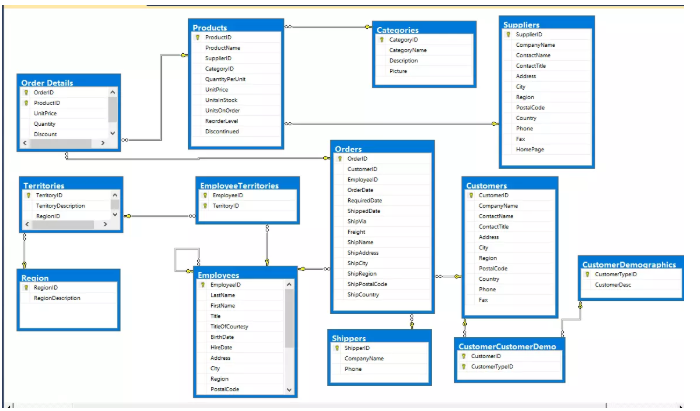 Products
ProductID
ProductName
SupplierID
CategoryID
QuantityPerUnit
UnitPrice
UnitsInStock
UnitsOnOrder
ReorderLevel
Discontinued
Categories
CategoryID
CategoryName
Description
Picture
Suppliers
SupplierID
CompanyName
ContactName
ContactTitle
Address
City
Region
PostalCode
Country
Phone
Fax
HomePage
Order Details
OrderID
ProductID
UnitPrice
Quantity
Discount
Orders
OrderID
CustomerID
EmployeeID
OrderDate
RequiredDate
ShippedDate
ShipVia
Freight
ShipName
ShipAddress
ShipCity
ShipRegion
ShipPostalCode
ShipCountry
Territories
TerritoryID
TerritoryDescription
RegionID
EmployeeTerritories
EmployeeID
TerritoryID
Customers
CustomerID
CompanyName
ContactName
ContactTitle
Address
City
Region
PostalCode
Country
Phone
Fax
CustomerDemographics
CustomerTypeID
CustomerDesc
Region
RegionID
RegionDescription
Employees
EmployeeID
LastName
FirstName
Title
TitleOfCourtesy
BirthDate
HireDate
Address
City
Region
PostalCode
Shippers
ShipperID
CompanyName
Phone
CustomerCustomerDemo
CustomerID
CustomerTypeID